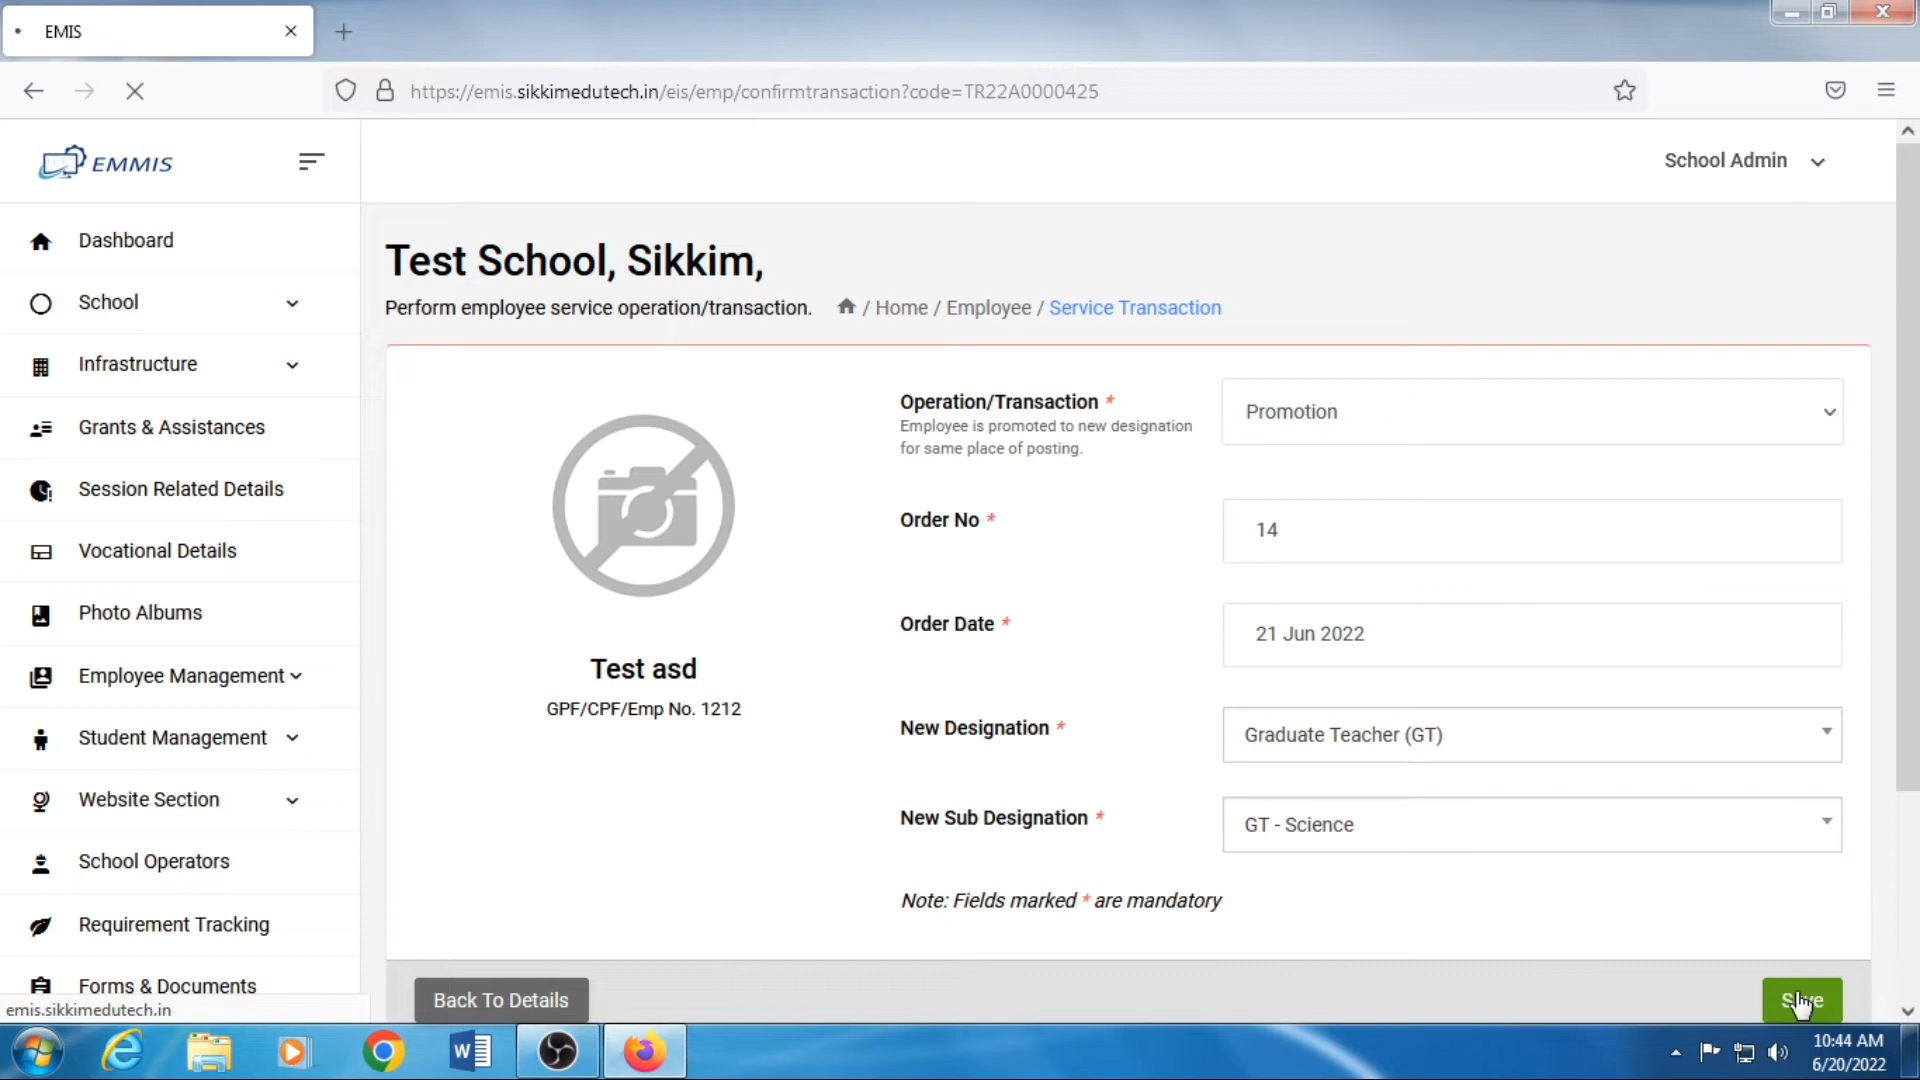 EMIS
https://emis.sikkimedutech.in/eis/emp/confirmtransaction?code=TR22A0000425
EMMIS
School Admin
Dashboard
School
Infrastructure
Grants & Assistances
Session Related Details
Vocational Details
Photo Albums
Employee Management
Student Management
Website Section
School Operators
Requirement Tracking
Forms & Documents
Test School, Sikkim,
Perform employee service operation/transaction. / Home / Employee / Service Transaction
Test asd
GPF/CPF/Emp No. 1212
Operation/Transaction *
Employee is promoted to new designation
for same place of posting.
Promotion
Order No *
14
Order Date *
21 Jun 2022
New Designation *
Graduate Teacher (GT)
New Sub Designation *
GT - Science
Note: Fields marked * are mandatory
Back To Details
Save
emis.sikkimedutech.in
10:44 AM
6/20/2022